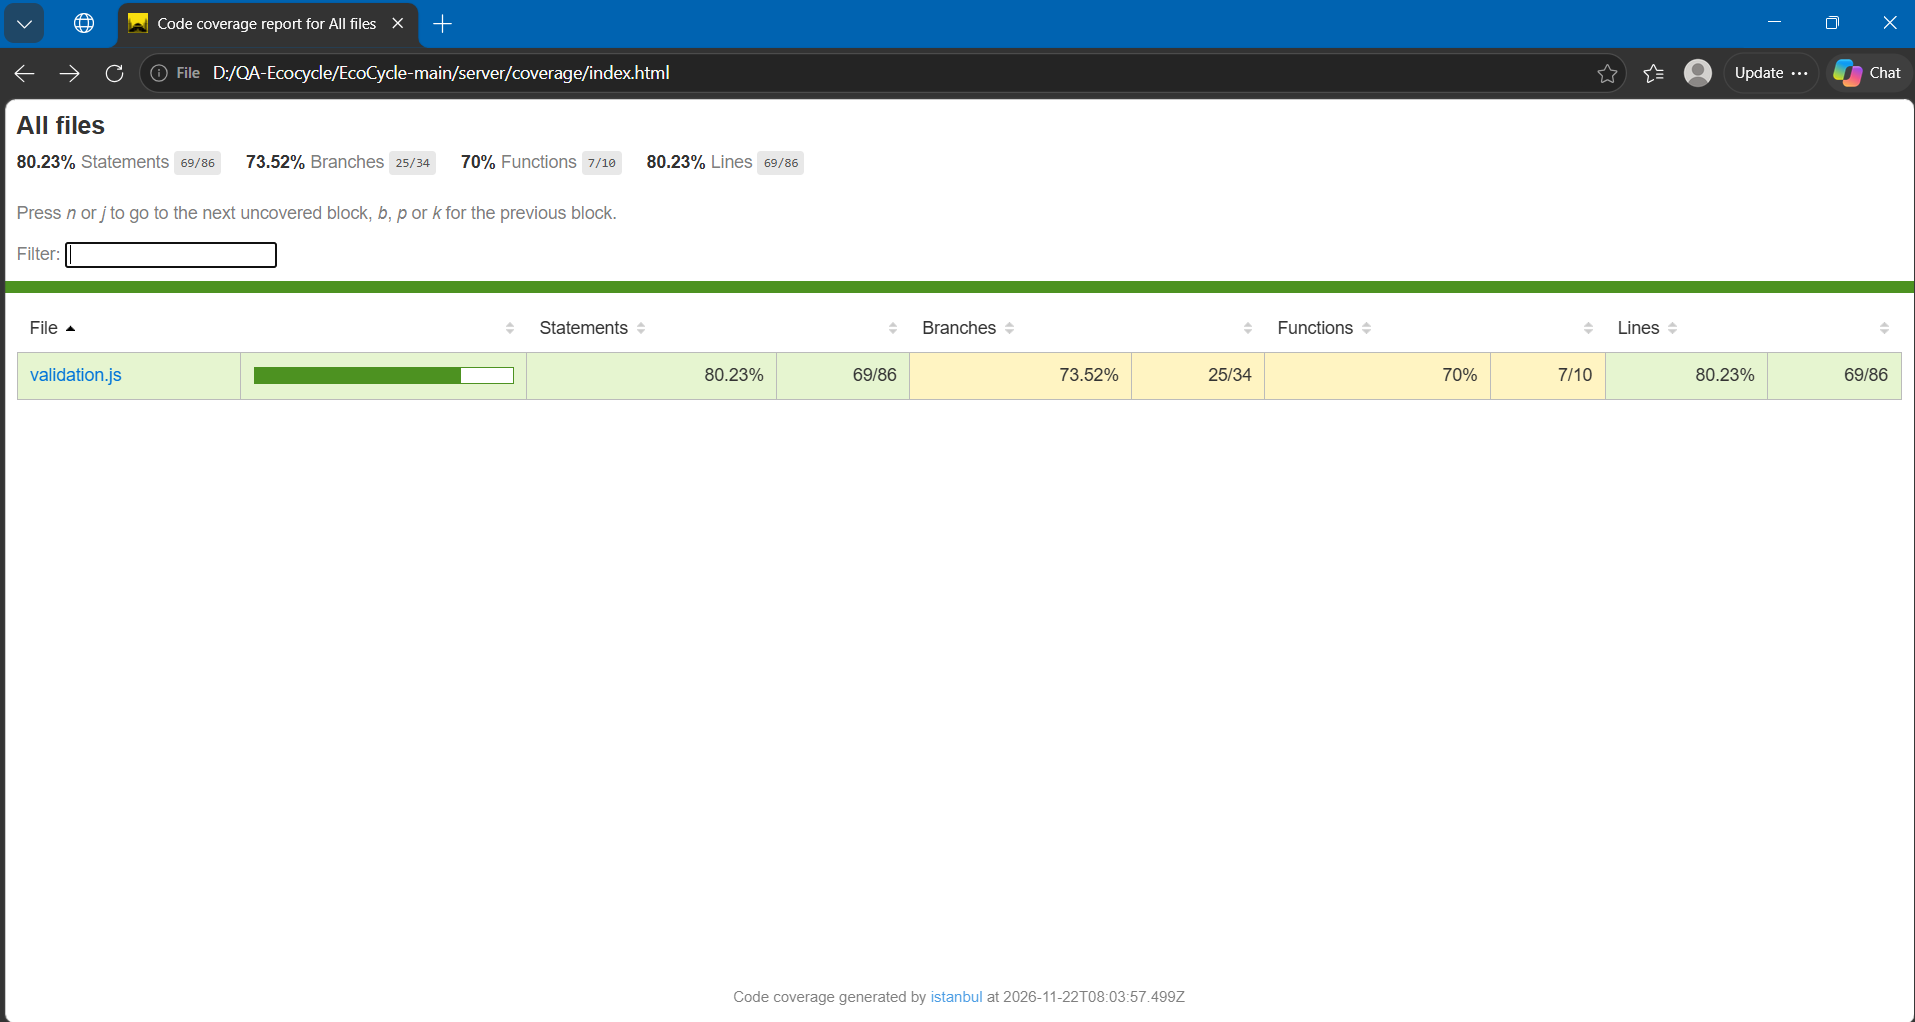 Code coverage report for All files
File D:/QA-Ecocycle/EcoCycle-main/server/coverage/index.html
Update
Chat
All files
80.23% Statements 69/86 73.52% Branches 25/34 70% Functions 7/10 80.23% Lines 69/86
Press n or j to go to the next uncovered block, b, p or k for the previous block.
Filter:
File Statements Branches Functions Lines
validation.js 80.23% 69/86 73.52% 25/34 70% 7/10 80.23% 69/86
Code coverage generated by istanbul at 2026-11-22T08:03:57.499Z